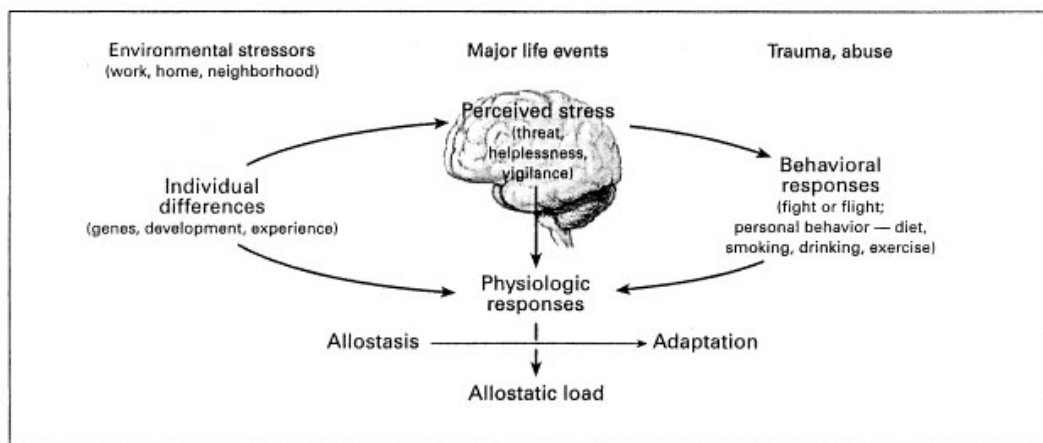 Environmental stressors
(work, home, neighborhood)
Major life events
Trauma, abuse
Perceived stress
(threat,
helplessness,
vigilance)
Individual
differences
(genes, development, experience)
Behavioral
responses
(fight or flight;
personal behavior — diet,
smoking, drinking, exercise)
Physiologic
responses
Allostasis
Adaptation
Allostatic load